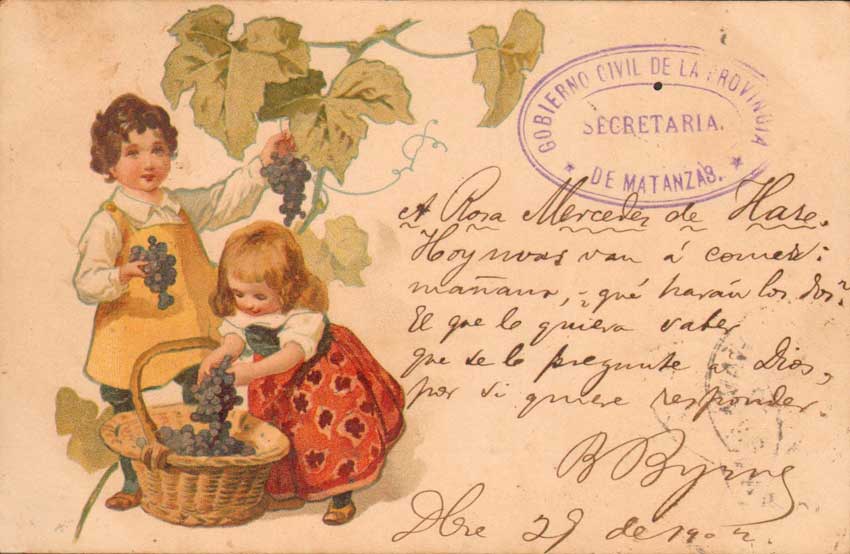 GOBIERNO CIVIL DE LA PROVINCIA
SECRETARIA.
DE MATANZAS.
A Rosa Mercedes de Haze.
Hoy uvas van á comer:
mañana, ¿qué harán los dos?
El que lo quiera saber
que se lo pregunte a Dios,
por si quiere responder
B Byrne
Dbre 29 de 1902